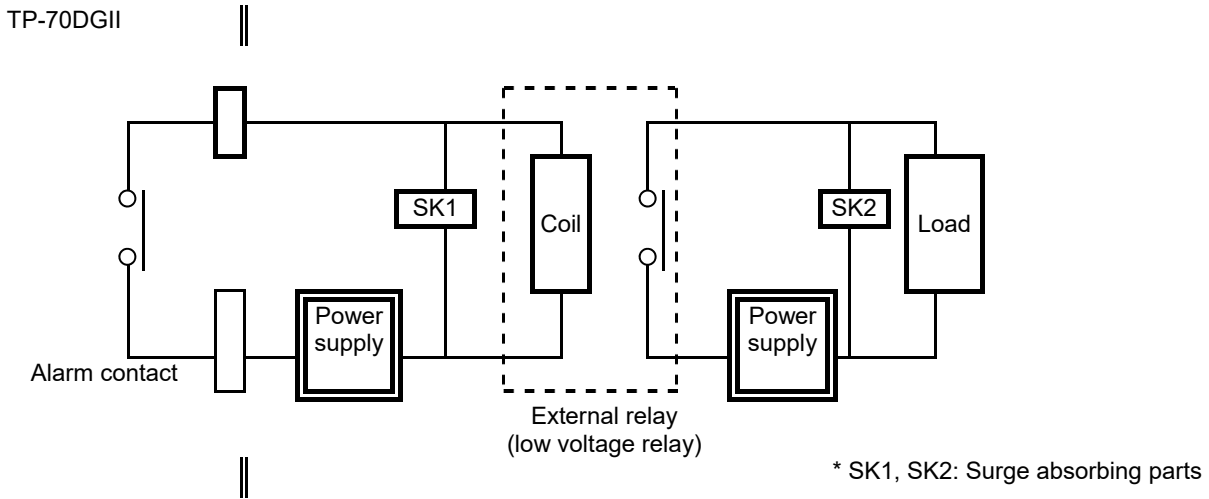 TP-70DGII
SK1
Coil
SK2
Load
Power
supply
Power
supply
Alarm contact
External relay
(low voltage relay)
* SK1, SK2: Surge absorbing parts